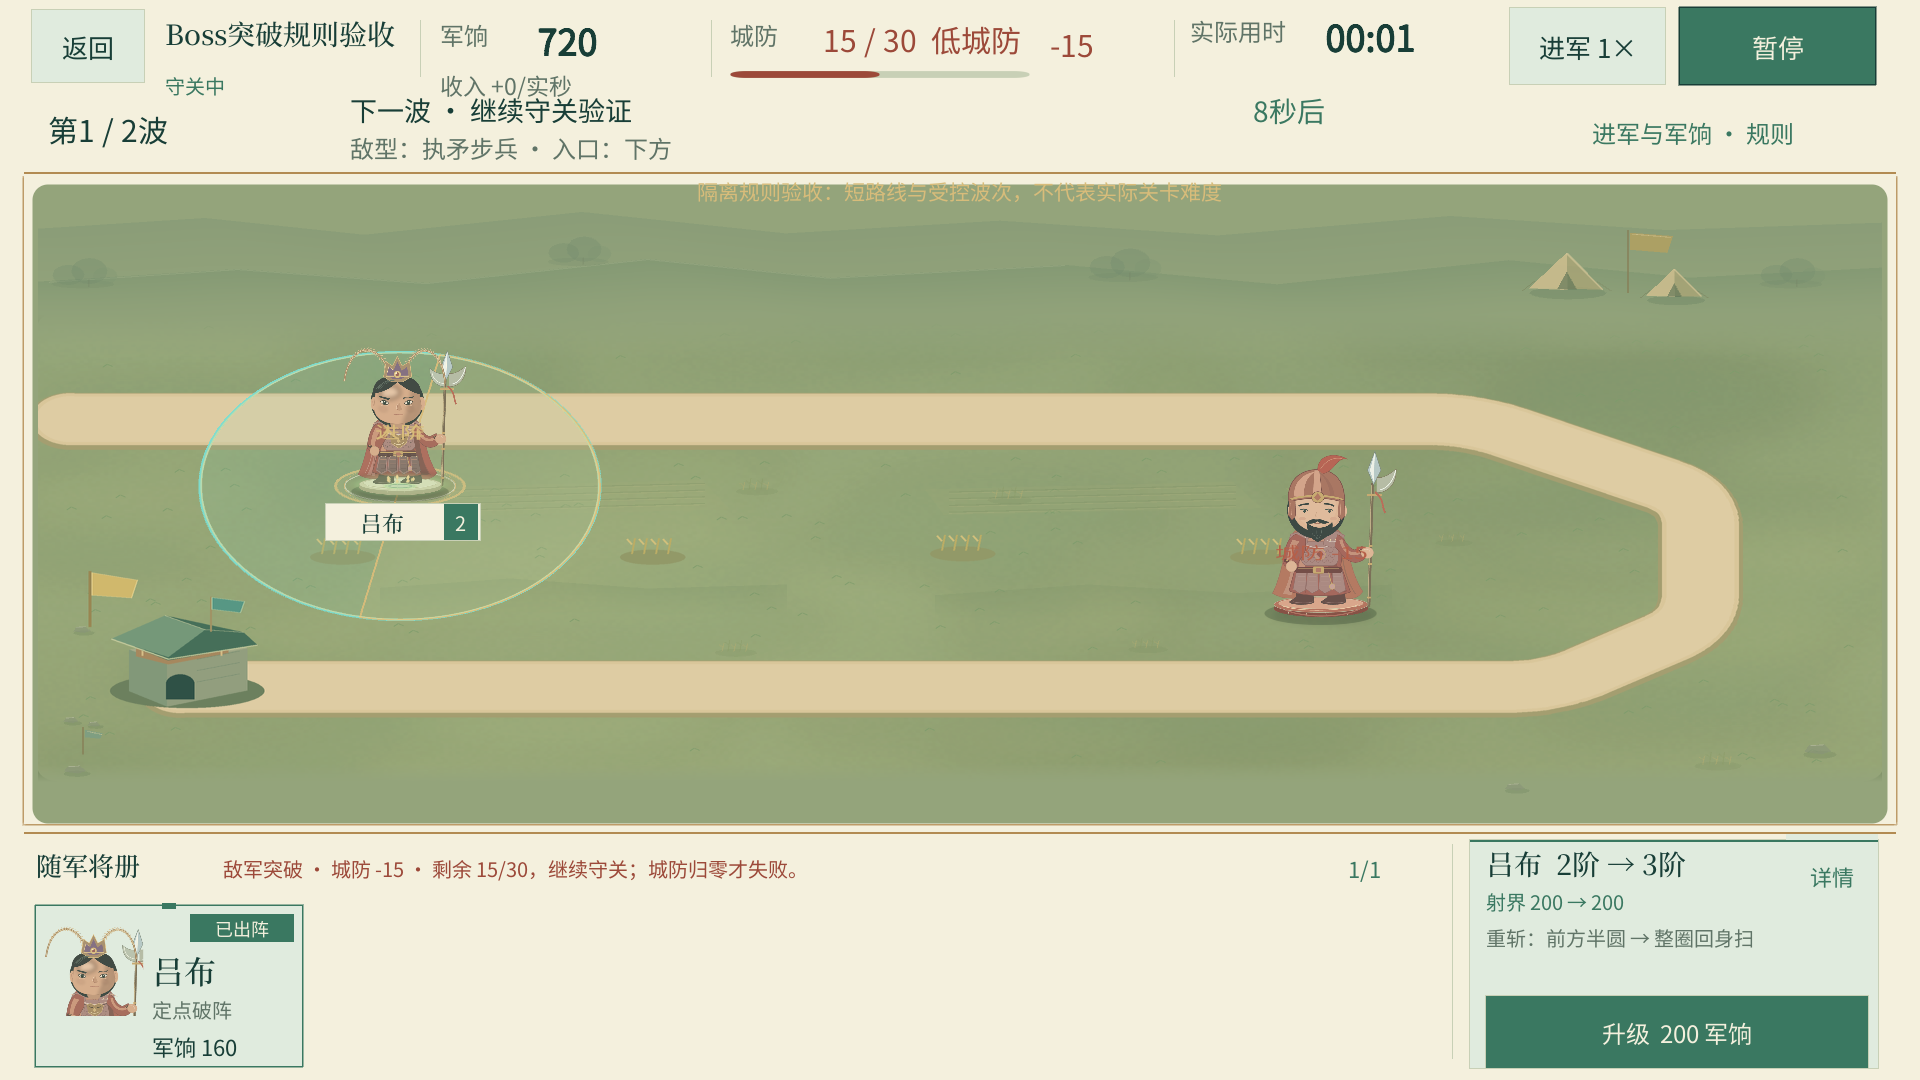 返回
Boss突破规则验收
守关中
军饷 720
收入 +0/实秒
城防 15 / 30 低城防 -15
实际用时 00:01
进军 1×
暂停
第1 / 2波
下一波 · 继续守关验证
敌型：执矛步兵 · 入口：下方
8秒后
进军与军饷 · 规则
隔离规则验收：短路线与受控波次，不代表实际关卡难度
吕布 2
随军将册
敌军突破 · 城防 -15 · 剩余 15/30，继续守关；城防归零才失败。
1/1
已出阵
吕布
定点破阵
军饷 160
吕布 2阶 → 3阶
详情
射界 200 → 200
重斩：前方半圆 → 整圈回身扫
升级 200 军饷